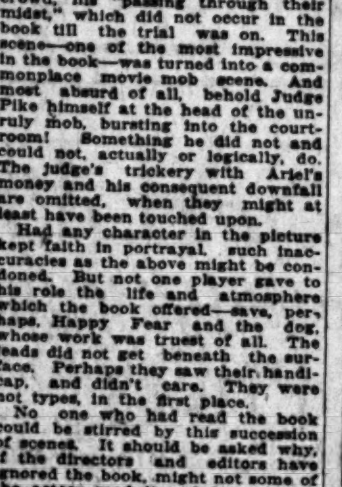 crowd, his "passing through their
midst," which did not occur in the
book till the trial was on. This
scene—one of the most impressive
in the book—was turned into a com-
monplace movie mob scene. And
most absurd of all, behold Judge
Pike himself at the head of the un-
ruly mob, bursting into the court-
room! Something he did not and
could not, actually or logically, do.
The judge's trickery with Ariel's
money and his consequent downfall
are omitted, when they might at
least have been touched upon.
Had any character in the picture
kept faith in portrayal, such inac-
curacies as the above might be con-
doned. But not one player gave to
his role the life and atmosphere
which the book offered—save, per-
haps, Happy Fear and the dog,
whose work was truest of all. The
leads did not get beneath the sur-
face. Perhaps they saw their handi-
cap, and didn't care. They were
not types, in the first place.
No one who had read the book
could be stirred by this succession
of scenes. It should be asked why,
if the directors and editors have
ignored the book, might not some of